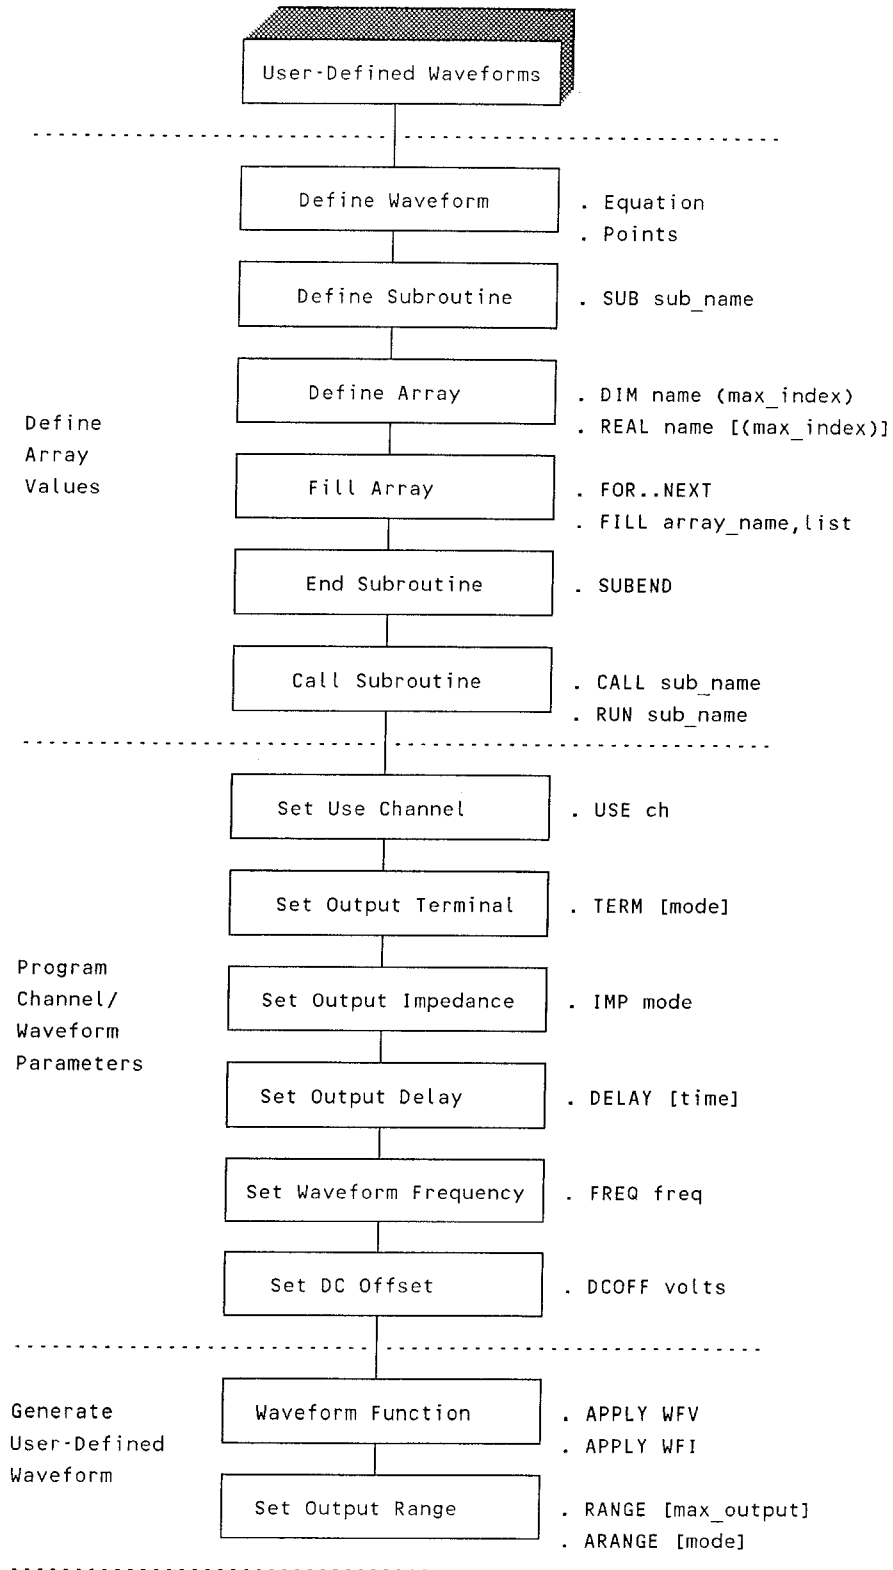 User-Defined Waveforms
Define Waveform
. Equation
. Points
Define Subroutine
. SUB sub_name
Define
Array
Values
Define Array
. DIM name (max_index)
. REAL name [(max_index)]
Fill Array
. FOR..NEXT
. FILL array_name,list
End Subroutine
. SUBEND
Call Subroutine
. CALL sub_name
. RUN sub_name
Set Use Channel
. USE ch
Set Output Terminal
. TERM [mode]
Program
Channel/
Waveform
Parameters
Set Output Impedance
. IMP mode
Set Output Delay
. DELAY [time]
Set Waveform Frequency
. FREQ freq
Set DC Offset
. DCOFF volts
Generate
User-Defined
Waveform
Waveform Function
. APPLY WFV
. APPLY WFI
Set Output Range
. RANGE [max_output]
. ARANGE [mode]